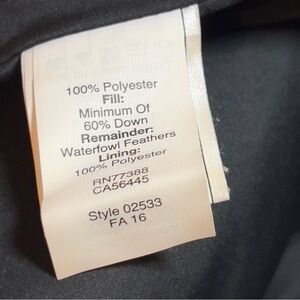 100% Polyester
Fill:
Minimum Of
60% Down
Remainder:
Waterfowl Feathers
Lining:
100% Polyester
RN77388
CA56445
Style 02533
FA 16